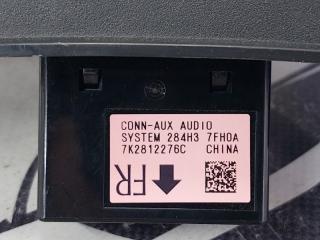 CONN-AUX AUDIO
SYSTEM 284H3 7FH0A
7K2812276C CHINA
FR